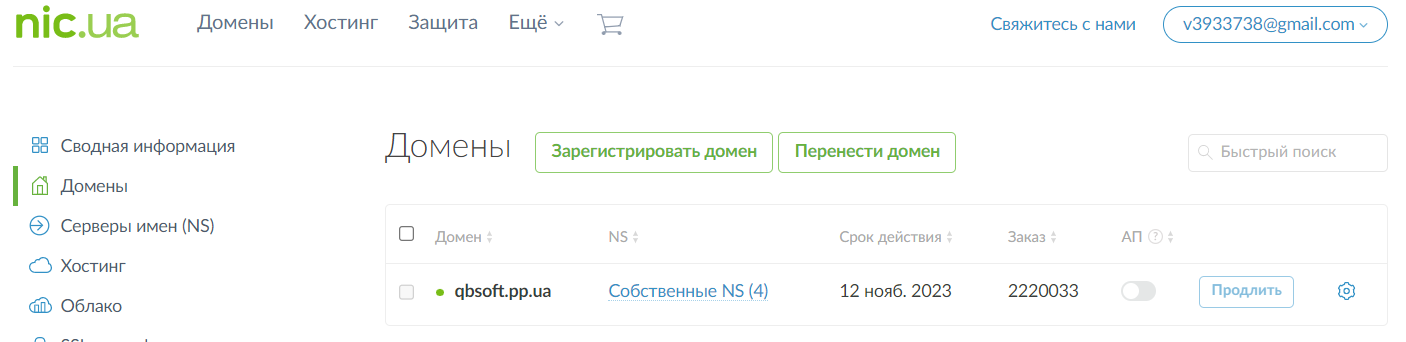 nic.ua
Домены Хостинг Защита Ещё
Свяжитесь с нами v3933738@gmail.com
Сводная информация
Домены
Серверы имен (NS)
Хостинг
Облако
Домены Зарегистрировать домен Перенести домен Быстрый поиск
Домен NS Срок действия Заказ АП ?
qbsoft.pp.ua Собственные NS (4) 12 нояб. 2023 2220033 Продлить